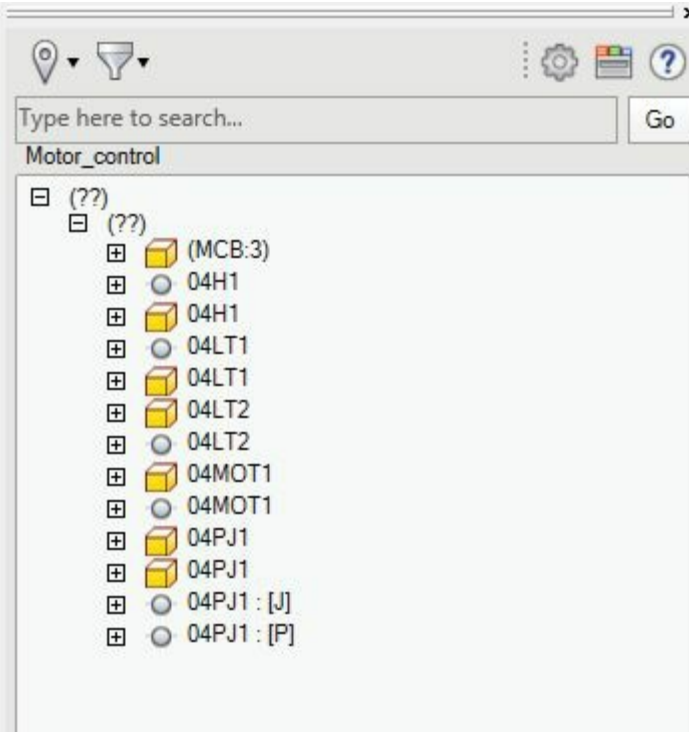 Type here to search...
Go
Motor_control
(??)
(??)
(MCB:3)
04H1
04H1
04LT1
04LT1
04LT2
04LT2
04MOT1
04MOT1
04PJ1
04PJ1
04PJ1 : [J]
04PJ1 : [P]